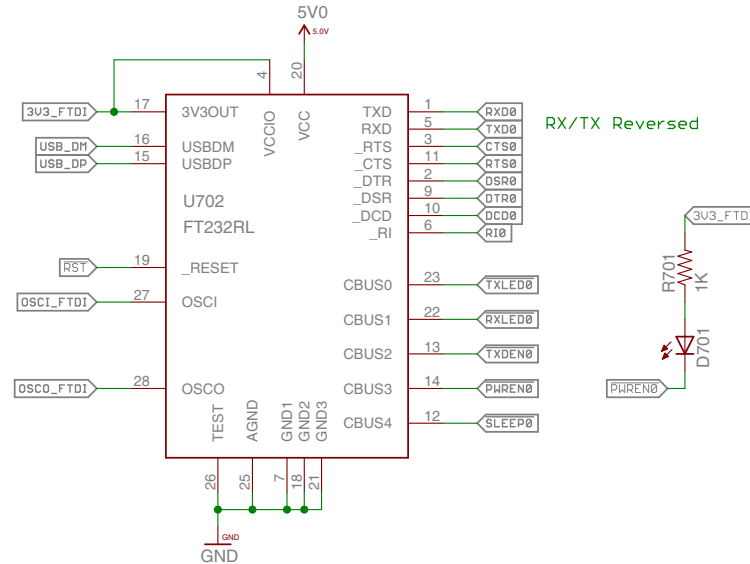 5V0
5.0V
4
20
3V3_FTDI
17
3V3OUT
VCCIO
VCC
TXD
1
RXD0
RXD
5
TXD0
RX/TX Reversed
USB_DM
16
USBDM
_RTS
3
CTS0
USB_DP
15
USBDP
_CTS
11
RTS0
_DTR
2
DSR0
U702
_DSR
9
DTR0
FT232RL
_DCD
10
DCD0
_RI
6
RI0
3V3_FTDI
R701
1K
RST
19
_RESET
CBUS0
23
TXLED0
OSCI_FTDI
27
OSCI
CBUS1
22
RXLED0
CBUS2
13
TXDEN0
D701
OSCO_FTDI
28
OSCO
CBUS3
14
PWREN0
PWREN0
CBUS4
12
SLEEP0
TEST
AGND
GND1
GND2
GND3
26
25
7
18
21
GND
GND